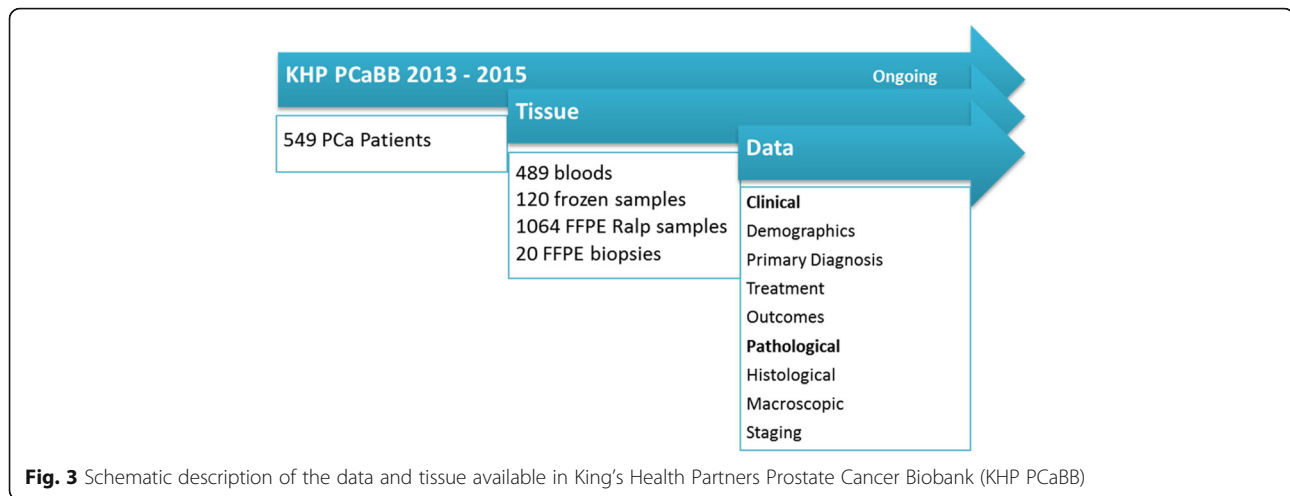 KHP PCaBB 2013 - 2015
Ongoing
549 PCa Patients
Tissue
489 bloods
120 frozen samples
1064 FFPE Ralp samples
20 FFPE biopsies
Data
Clinical
Demographics
Primary Diagnosis
Treatment
Outcomes
Pathological
Histological
Macroscopic
Staging
Fig. 3 Schematic description of the data and tissue available in King’s Health Partners Prostate Cancer Biobank (KHP PCaBB)